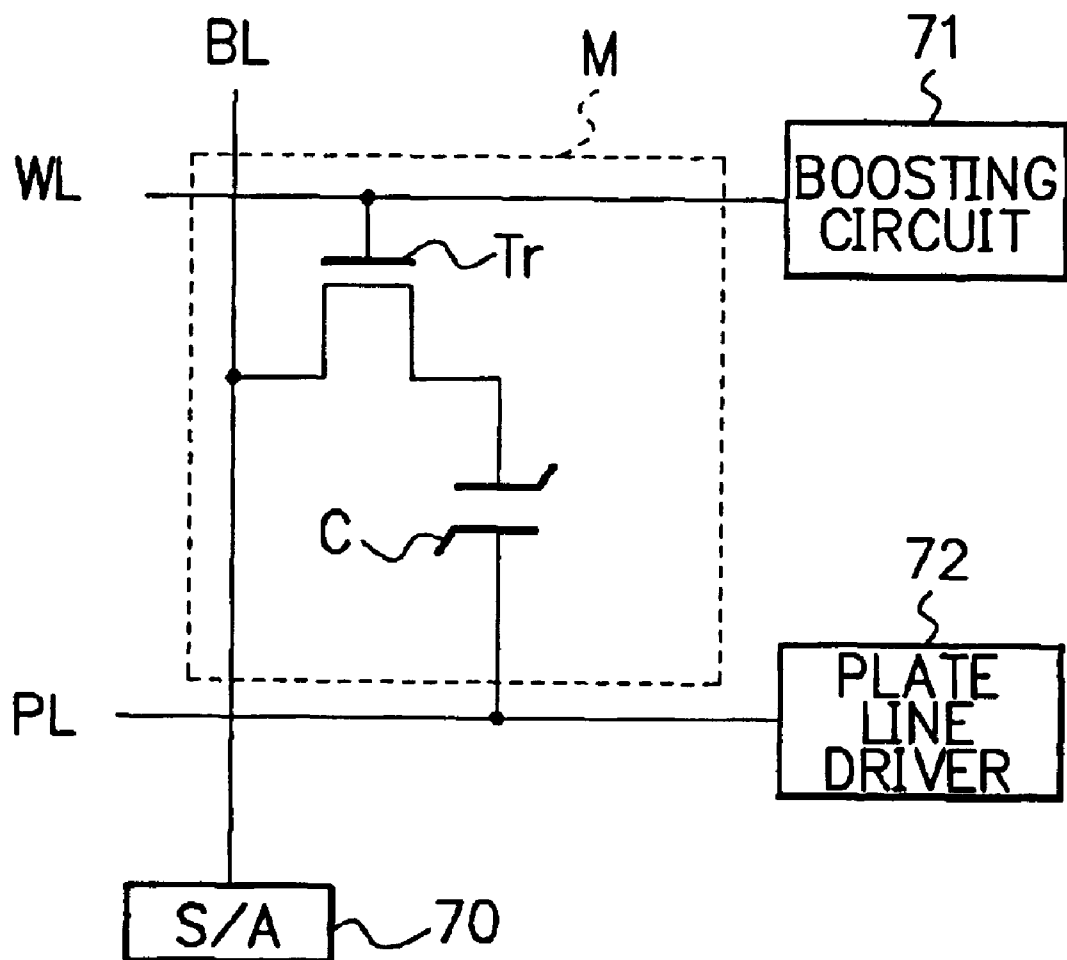 BL
M
71
WL
BOOSTING
CIRCUIT
Tr
C
72
PL
PLATE
LINE
DRIVER
S/A
70